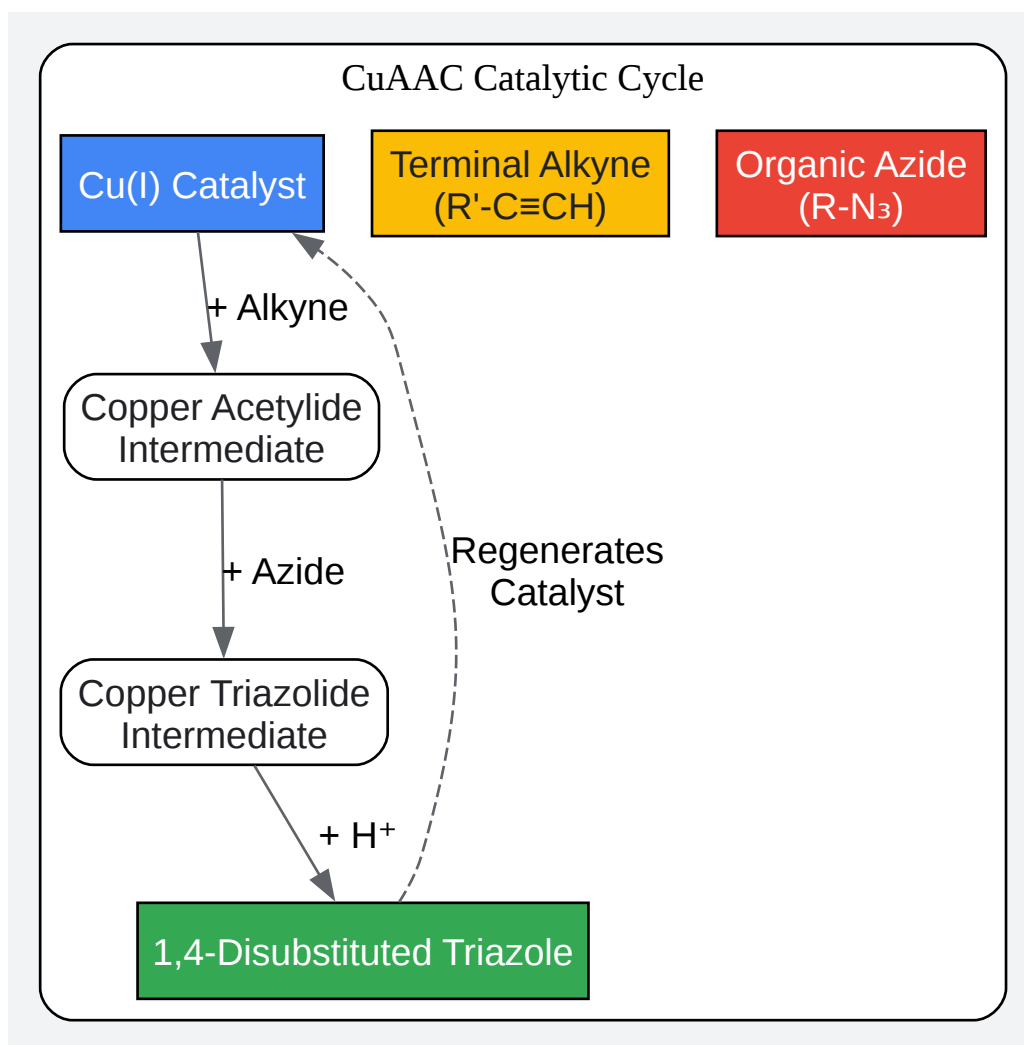 CuAAC Catalytic Cycle
Cu(I) Catalyst
Terminal Alkyne
(R'-C≡CH)
Organic Azide
(R-N₃)
+ Alkyne
Copper Acetylide
Intermediate
+ Azide
Regenerates
Catalyst
Copper Triazolide
Intermediate
+ H⁺
1,4-Disubstituted Triazole